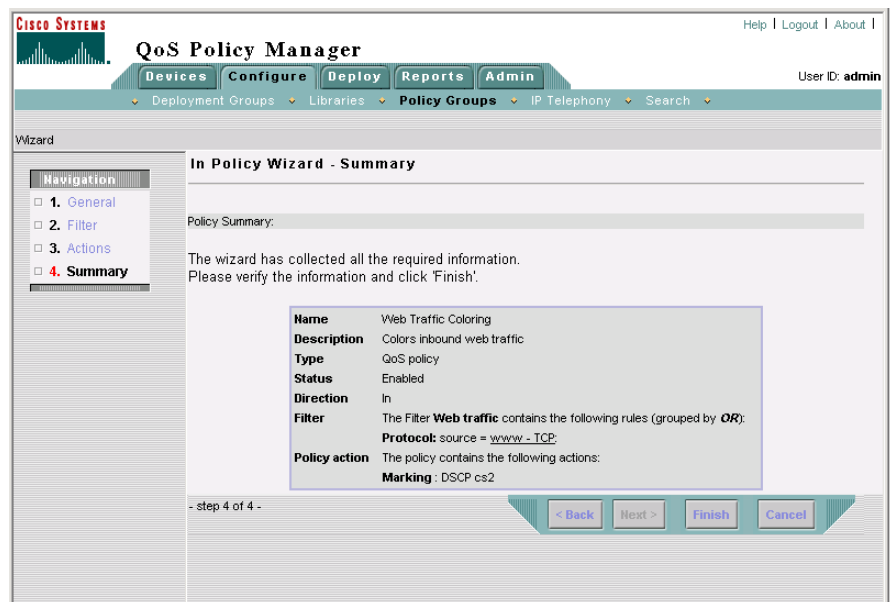 CISCO SYSTEMS
Help | Logout | About |
QoS Policy Manager
Devices Configure Deploy Reports Admin
User ID: admin
Deployment Groups Libraries Policy Groups IP Telephony Search
Wizard
Navigation
1. General
2. Filter
3. Actions
4. Summary
In Policy Wizard - Summary
Policy Summary:
The wizard has collected all the required information.
Please verify the information and click 'Finish'.
Name Web Traffic Coloring
Description Colors inbound web traffic
Type QoS policy
Status Enabled
Direction In
Filter The Filter Web traffic contains the following rules (grouped by OR):
Protocol: source = www - TCP;
Policy action The policy contains the following actions:
Marking : DSCP cs2
- step 4 of 4 -
< Back Next > Finish Cancel